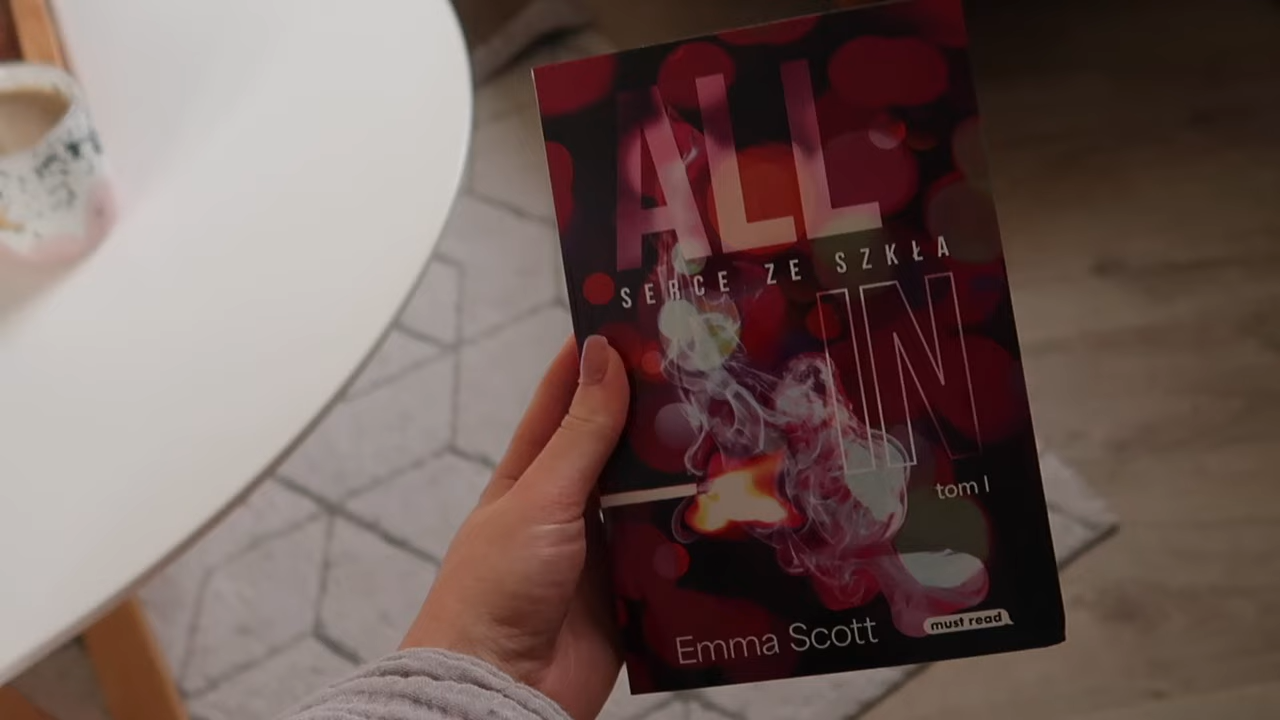 ALL
SERCE ZE SZKŁA
IN
tom I
Emma Scott
must read